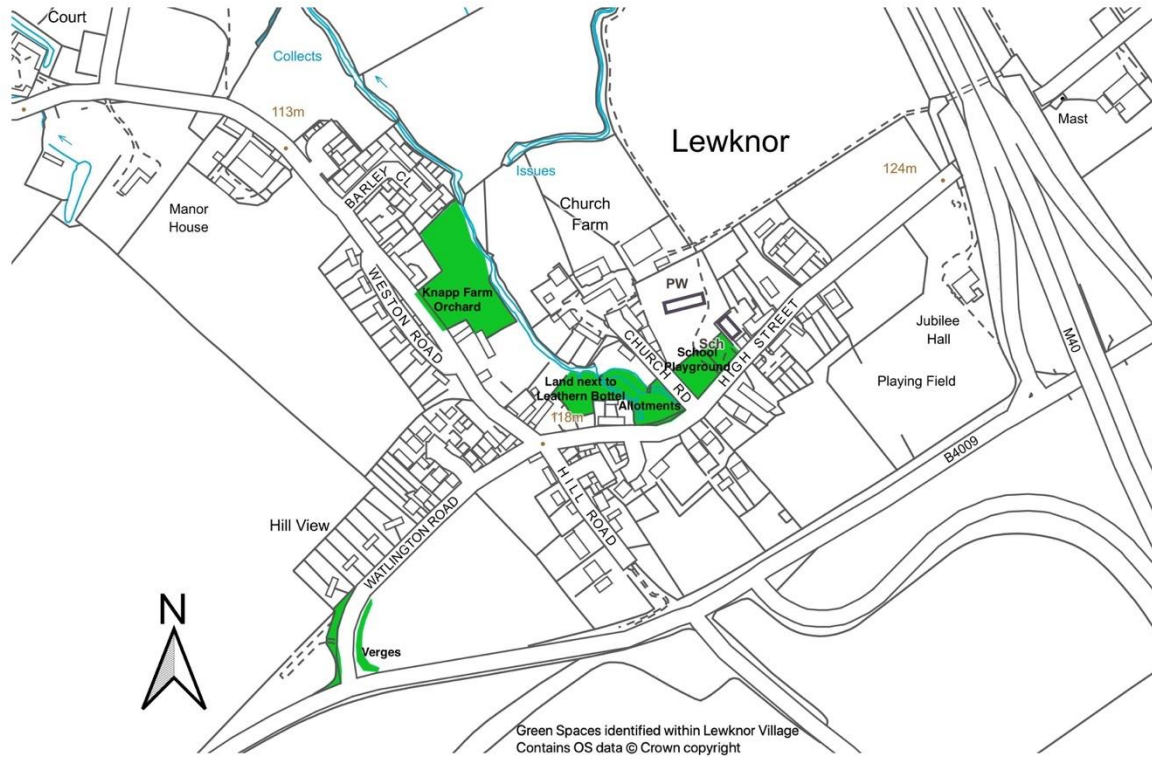 Court
Collects
113m
Lewknor
Mast
BARLEY CL
Issues
124m
Manor
House
Church
Farm
WESTON ROAD
Knapp Farm
Orchard
PW
CHURCH RD
Sch
School
Playground
HIGH STREET
Jubilee
Hall
M40
Playing Field
Land next to
Leathern Bottel
Allotments
118m
B4009
HILL ROAD
Hill View
WATLINGTON ROAD
N
Verges
Green Spaces identified within Lewknor Village
Contains OS data © Crown copyright